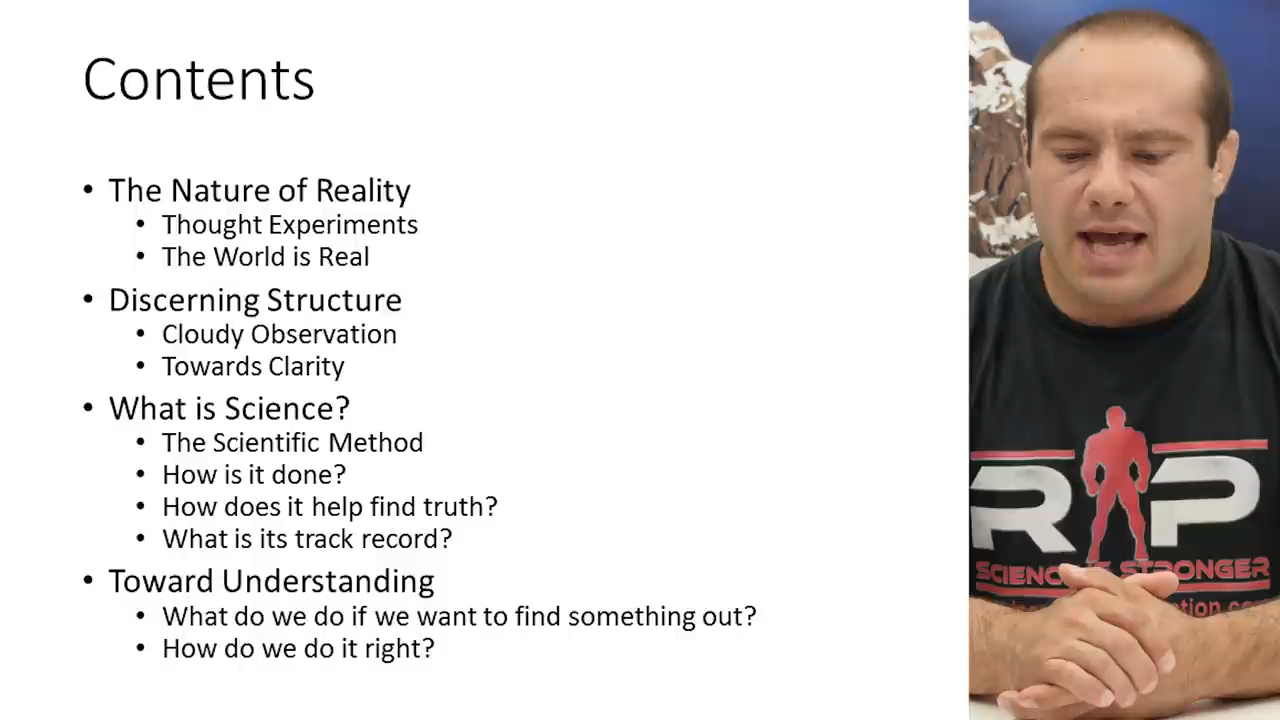 Contents
• The Nature of Reality
• Thought Experiments
• The World is Real
• Discerning Structure
• Cloudy Observation
• Towards Clarity
• What is Science?
• The Scientific Method
• How is it done?
• How does it help find truth?
• What is its track record?
• Toward Understanding
• What do we do if we want to find something out?
• How do we do it right?
RP